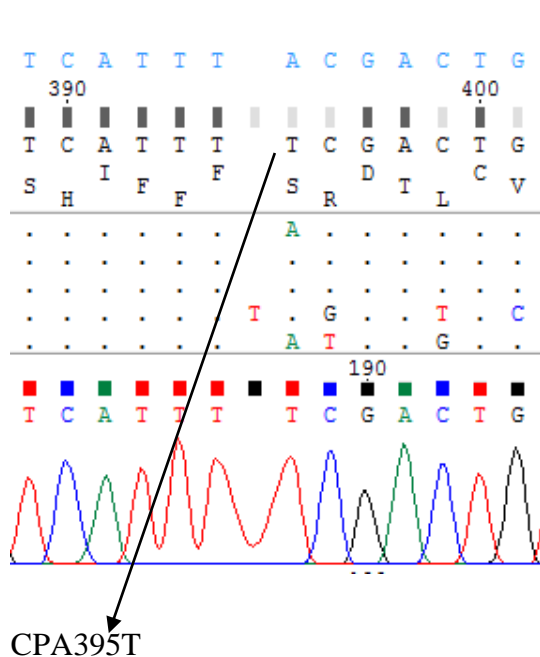 T C A T T T A C G A C T G
390 400
T C A T T T T C G A C T G
S H I F F F S R D T L C V
. . . . . . A . . . . . .
. . . . . . . . . . . .
. . . . . . . . . . . .
. . . . . . T . G . . T . C
. . . . . . A T . . G . .
190
T C A T T T T C G A C T G
CPA395T